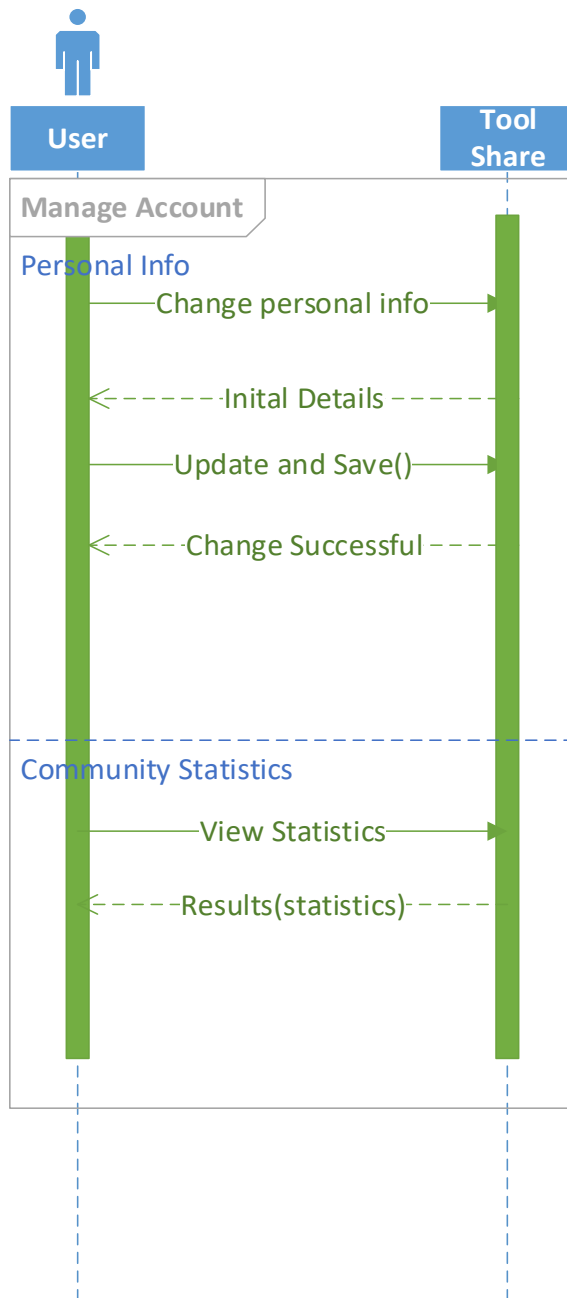 User
Tool
Share
Manage Account
Personal Info
Change personal info
Inital Details
Update and Save()
Change Successful
Community Statistics
View Statistics
Results(statistics)